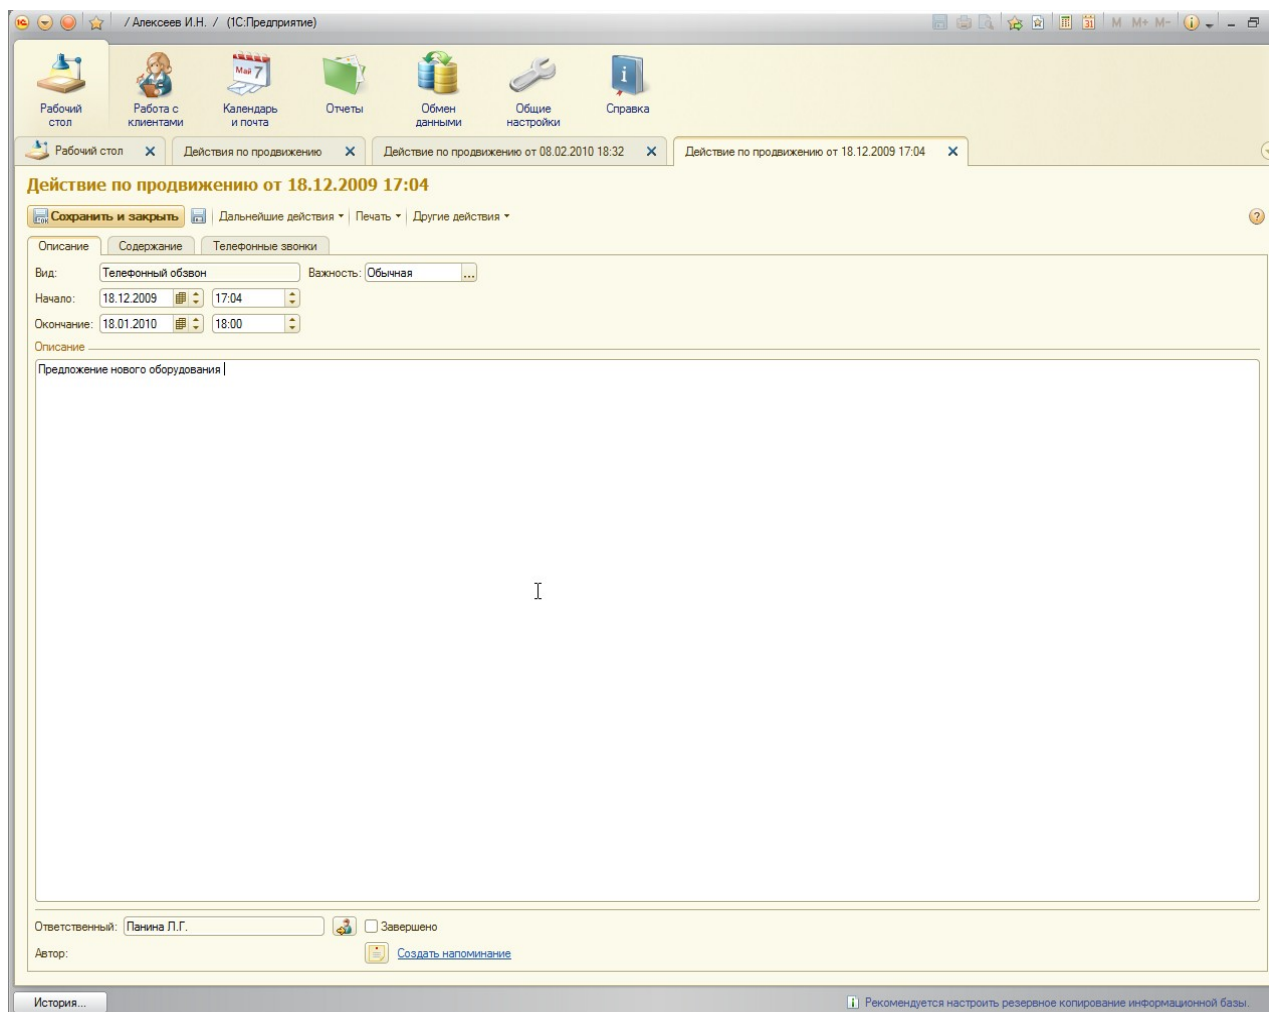 / Алексеев И.Н. / (1С:Предприятие)
M M+ M-
Рабочий стол
Работа с клиентами
Май 7
Календарь и почта
Отчеты
Обмен данными
Общие настройки
Справка
Рабочий стол
Действия по продвижению
Действие по продвижению от 08.02.2010 18:32
Действие по продвижению от 18.12.2009 17:04
Действие по продвижению от 18.12.2009 17:04
Сохранить и закрыть
Дальнейшие действия
Печать
Другие действия
Описание
Содержание
Телефонные звонки
Вид: Телефонный обзвон Важность: Обычная ...
Начало: 18.12.2009 17:04
Окончание: 18.01.2010 18:00
Описание
Предложение нового оборудования
Ответственный: Панина Л.Г. Завершено
Автор: Создать напоминание
История...
Рекомендуется настроить резервное копирование информационной базы.